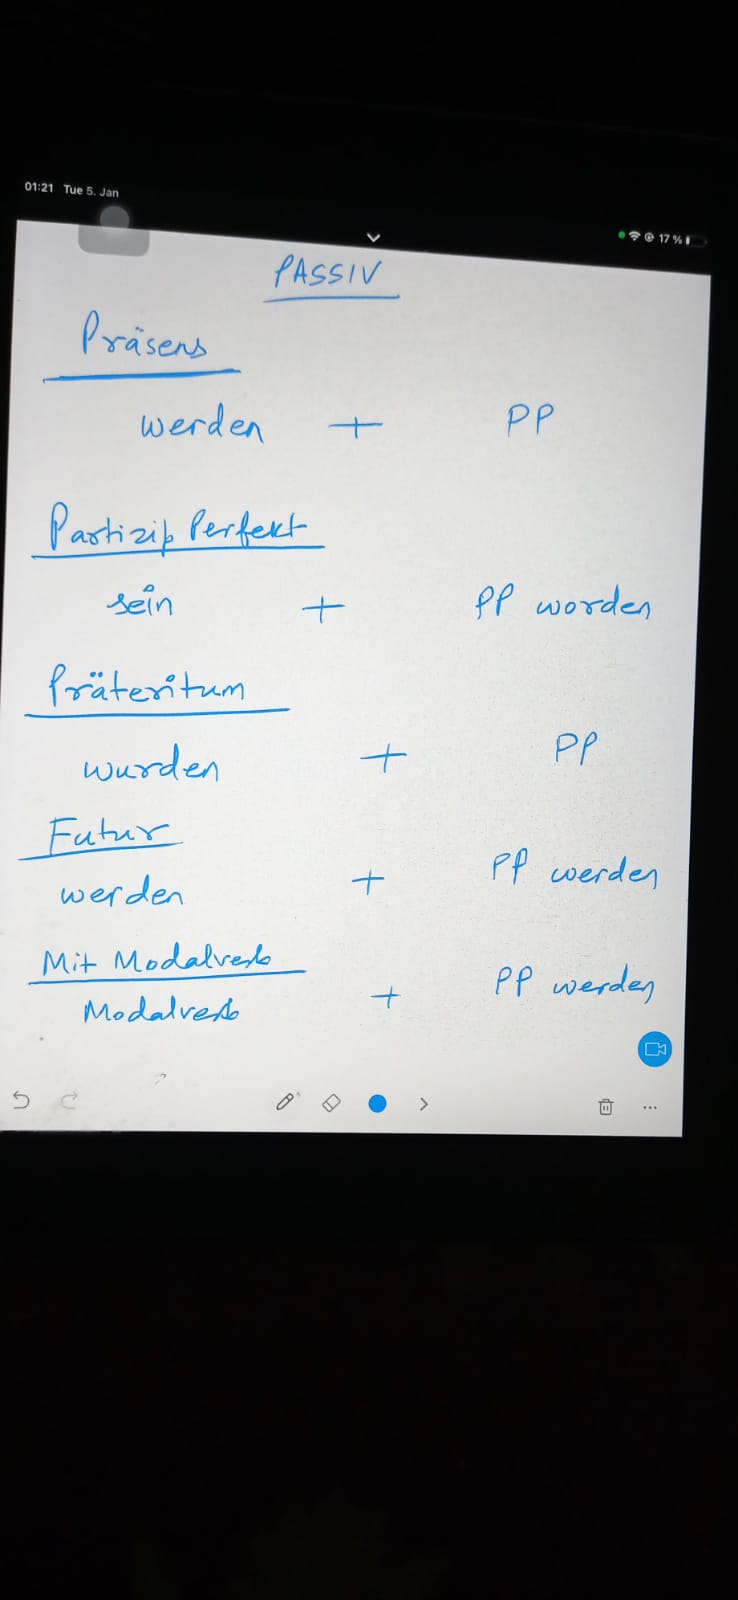 01:21 Tue 5. Jan
17 %
PASSIV
Präsens
werden + PP
Partizip Perfekt
sein + PP worden
Präteritum
wurden + PP
Futur
werden + PP werden
Mit Modalverb
Modalverb + PP werden